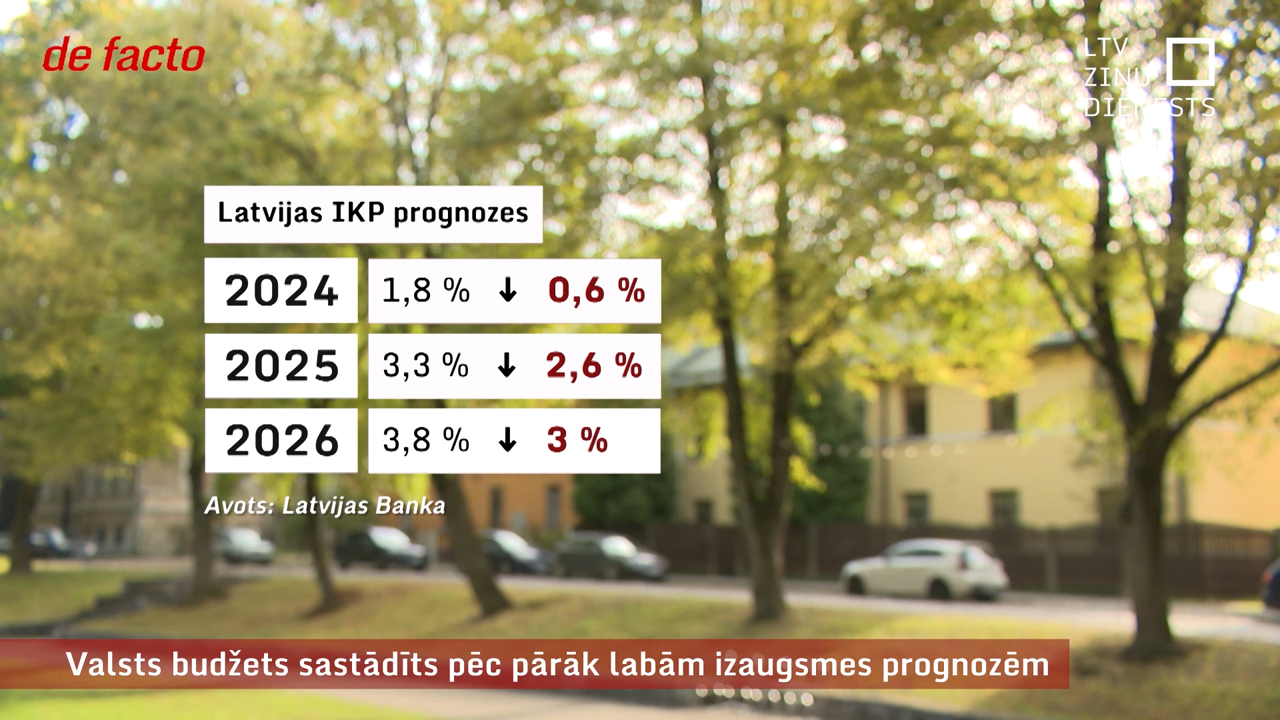 de facto
LTV
ZIŅU
DIENESTS
Latvijas IKP prognozes
2024 1,8 % ↓ 0,6 %
2025 3,3 % ↓ 2,6 %
2026 3,8 % ↓ 3 %
Avots: Latvijas Banka
Valsts budžets sastādīts pēc pārāk labām izaugsmes prognozēm